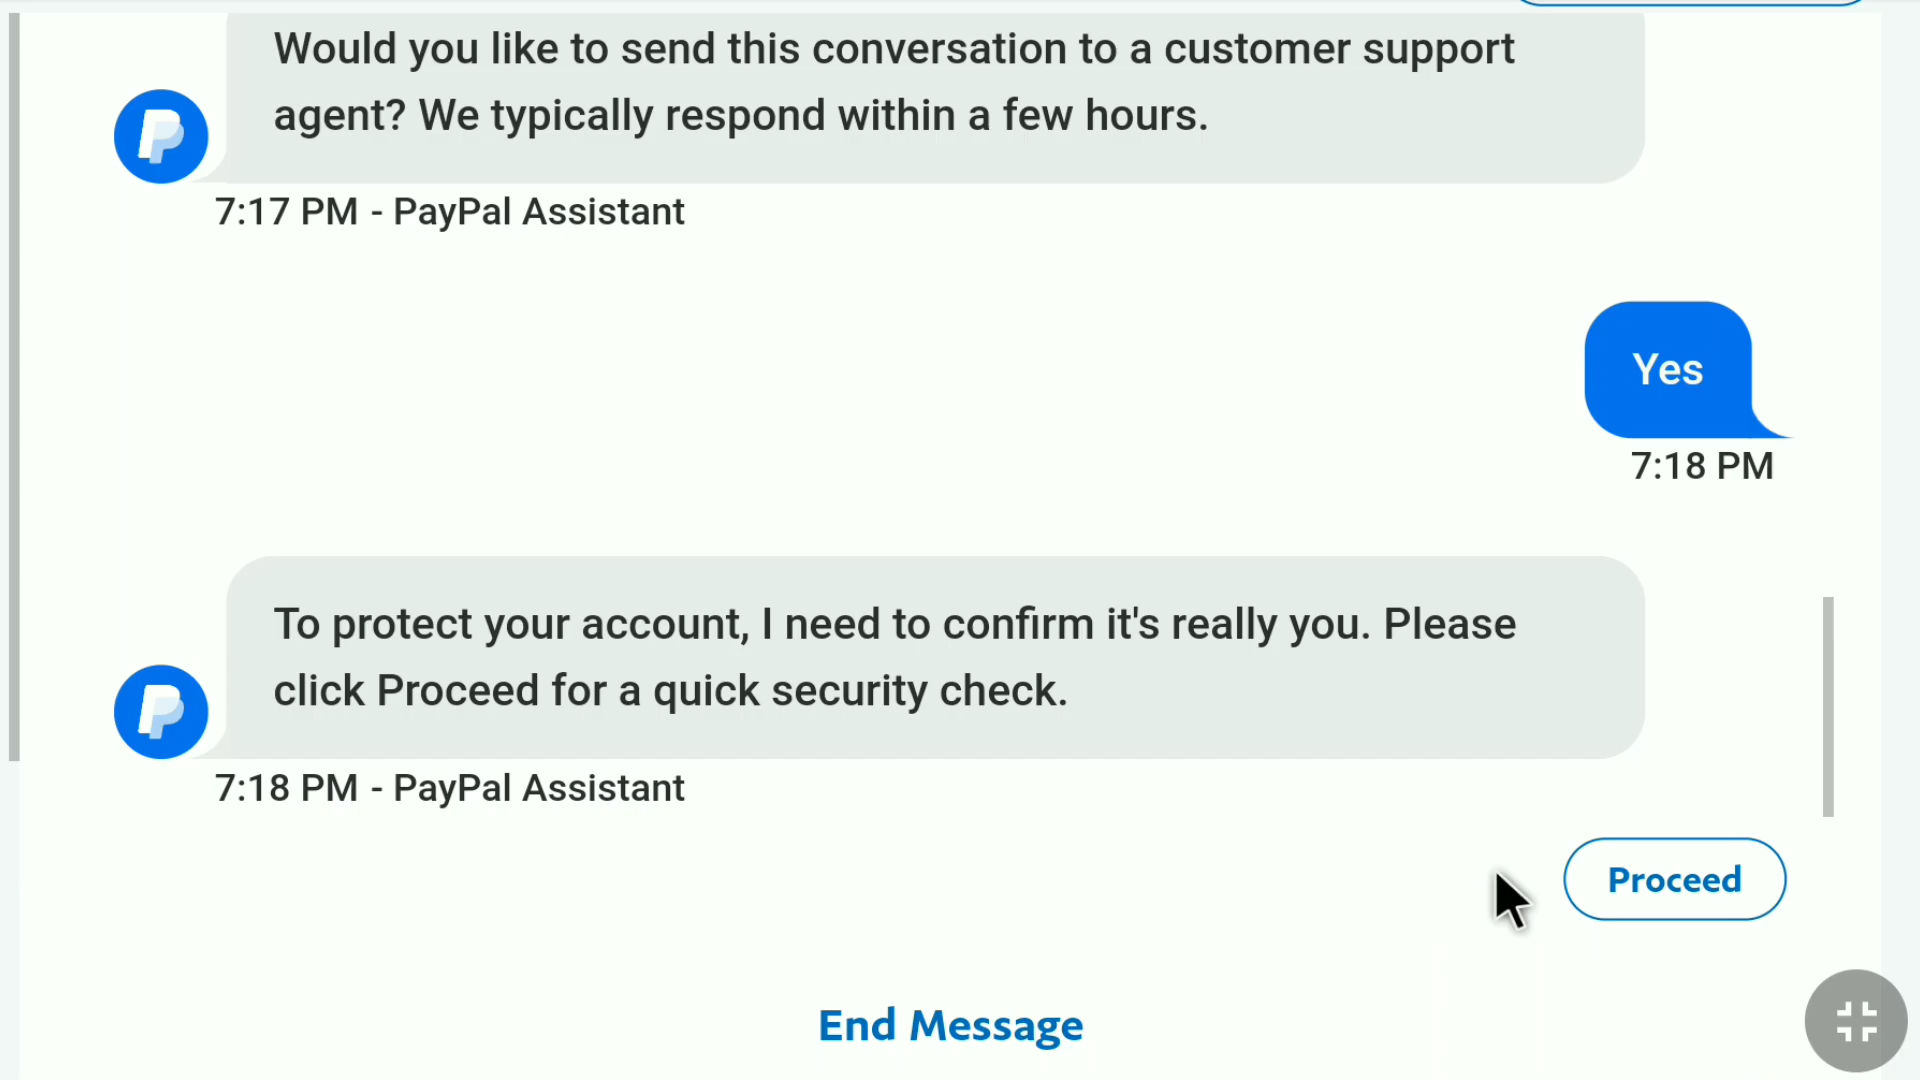 Would you like to send this conversation to a customer support
agent? We typically respond within a few hours.
7:17 PM - PayPal Assistant
Yes
7:18 PM
To protect your account, I need to confirm it's really you. Please
click Proceed for a quick security check.
7:18 PM - PayPal Assistant
Proceed
End Message